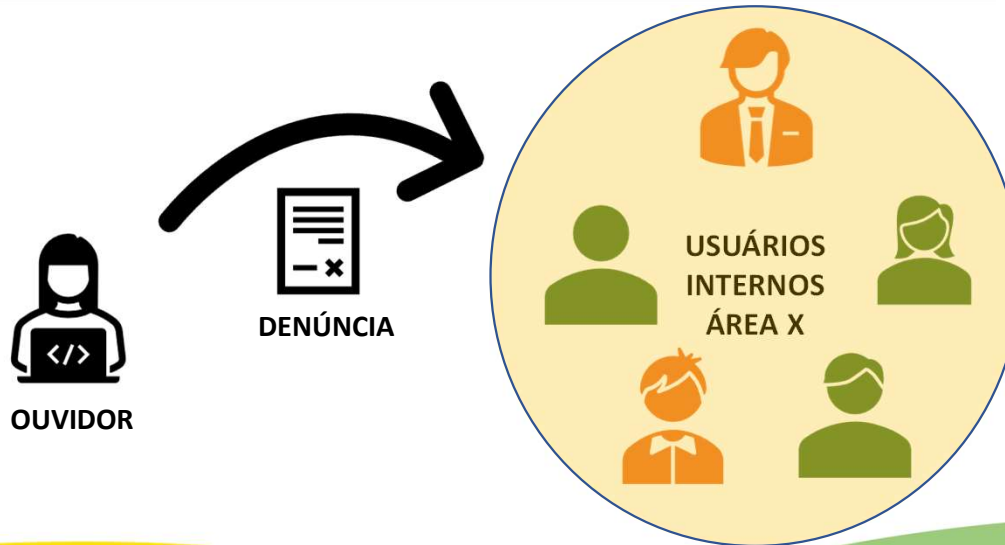 OUVIDOR
DENÚNCIA
USUÁRIOS
INTERNOS
ÁREA X
</>